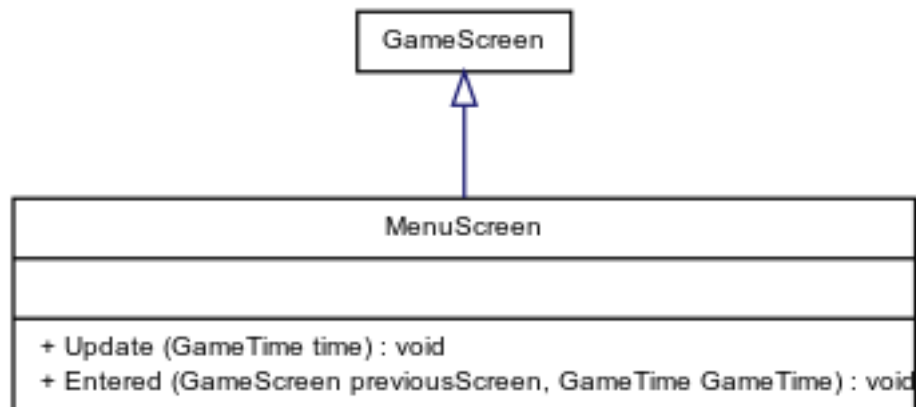 GameScreen
MenuScreen
+ Update (GameTime time) : void
+ Entered (GameScreen previousScreen, GameTime GameTime) : void